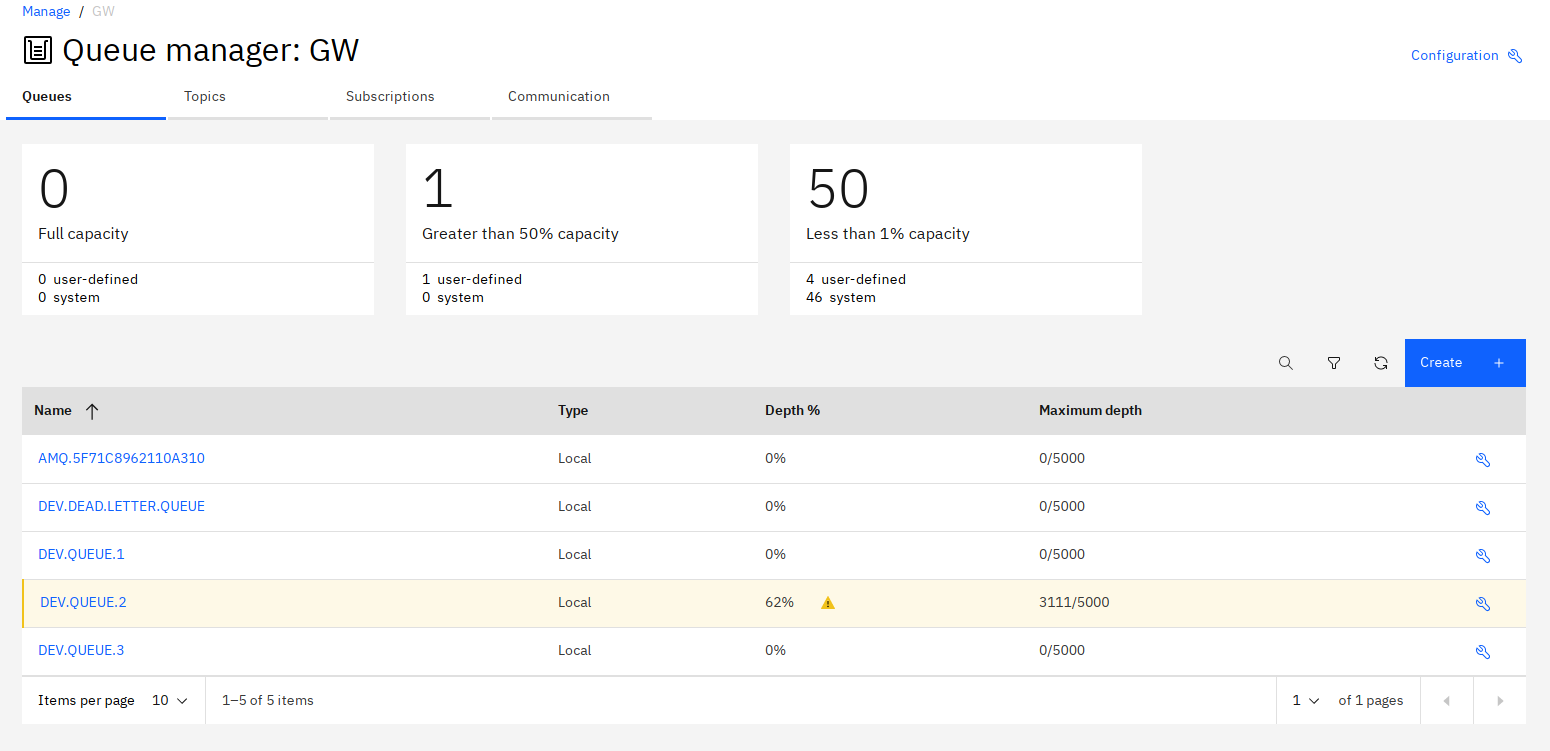 Manage / GW
Queue manager: GW
Configuration
Queues Topics Subscriptions Communication
0
Full capacity
0 user-defined
0 system
1
Greater than 50% capacity
1 user-defined
0 system
50
Less than 1% capacity
4 user-defined
46 system
Create +
Name Type Depth % Maximum depth
AMQ.5F71C8962110A310 Local 0% 0/5000
DEV.DEAD.LETTER.QUEUE Local 0% 0/5000
DEV.QUEUE.1 Local 0% 0/5000
DEV.QUEUE.2 Local 62% 3111/5000
DEV.QUEUE.3 Local 0% 0/5000
Items per page 10 1–5 of 5 items 1 of 1 pages